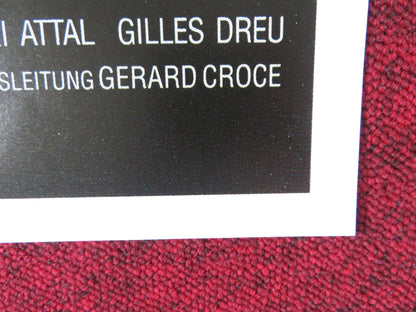 ATTAL GILLES DREU
SLEITUNG GERARD CROCE